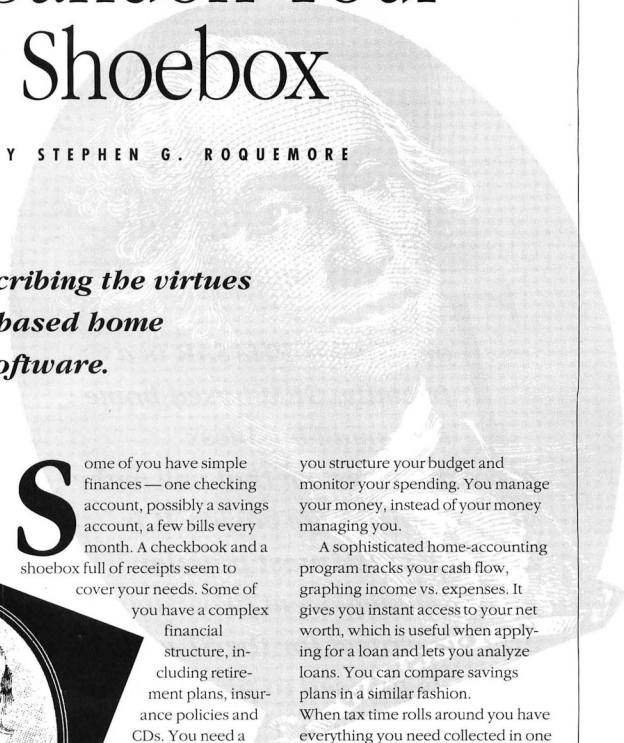 Shoebox
Y STEPHEN G. ROQUEMORE
cribing the virtues
based home
oftware.
Some of you have simple
finances — one checking
account, possibly a savings
account, a few bills every
month. A checkbook and a
shoebox full of receipts seem to
cover your needs. Some of
you have a complex
financial
structure, in-
cluding retire-
ment plans, insur-
ance policies and
CDs. You need a
you structure your budget and
monitor your spending. You manage
your money, instead of your money
managing you.
A sophisticated home-accounting
program tracks your cash flow,
graphing income vs. expenses. It
gives you instant access to your net
worth, which is useful when apply-
ing for a loan and lets you analyze
loans. You can compare savings
plans in a similar fashion.
When tax time rolls around you have
everything you need collected in one